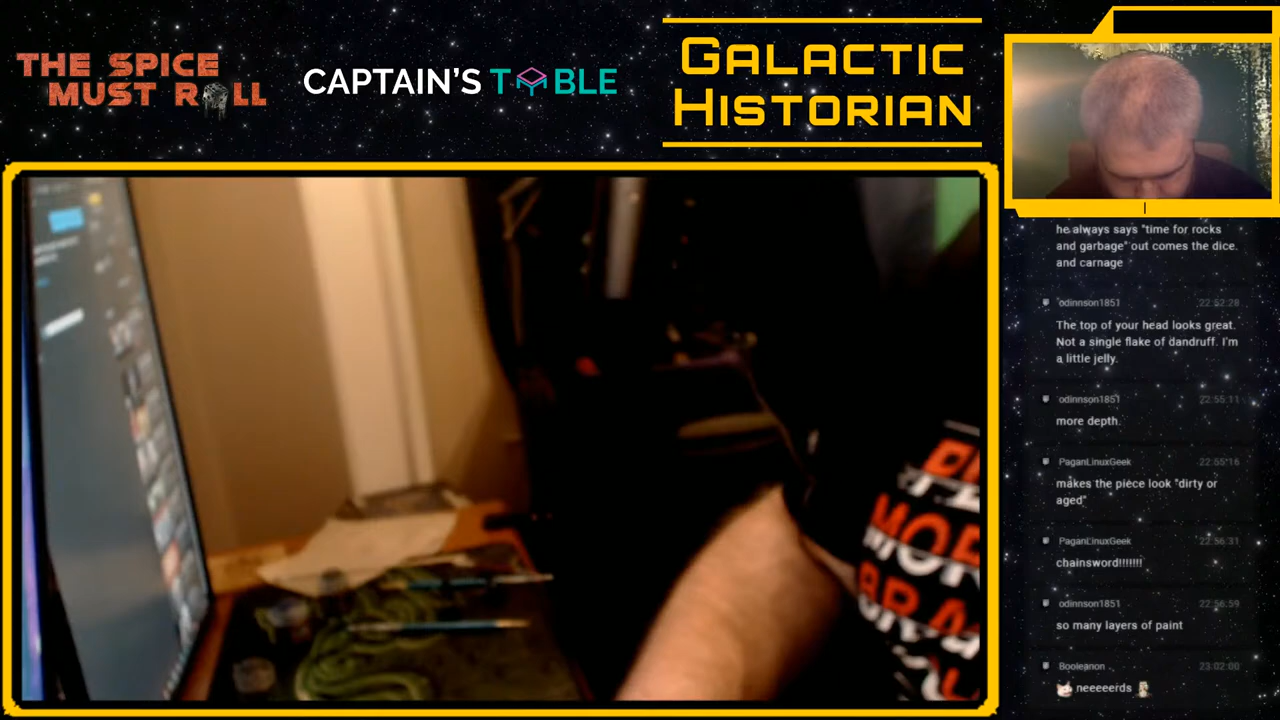 THE SPICE
MUST ROLL
CAPTAIN'S TABLE
GALACTIC
HISTORIAN
he always says "time for rocks
and garbage" out comes the dice.
and carnage
odinnson1851 22:52:28
The top of your head looks great.
Not a single flake of dandruff. I'm
a little jelly.
odinnson1851 22:55:11
more depth.
PaganLinuxGeek 22:55:16
makes the piece look "dirty or
aged"
PaganLinuxGeek 22:56:31
chainsword!!!!!!!
odinnson1851 22:56:59
so many layers of paint
Booleanon 23:02:00
neeeeerds